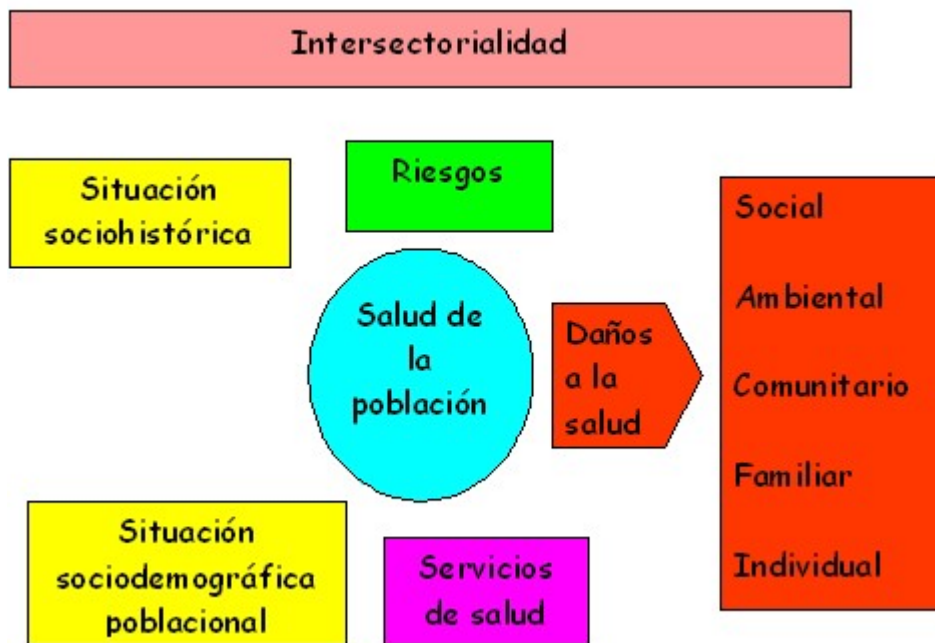 Intersectorialidad
Situación
sociohistórica
Riesgos
Salud de
la
población
Daños
a la
salud
Social
Ambiental
Comunitario
Familiar
Individual
Situación
sociodemográfica
poblacional
Servicios
de salud